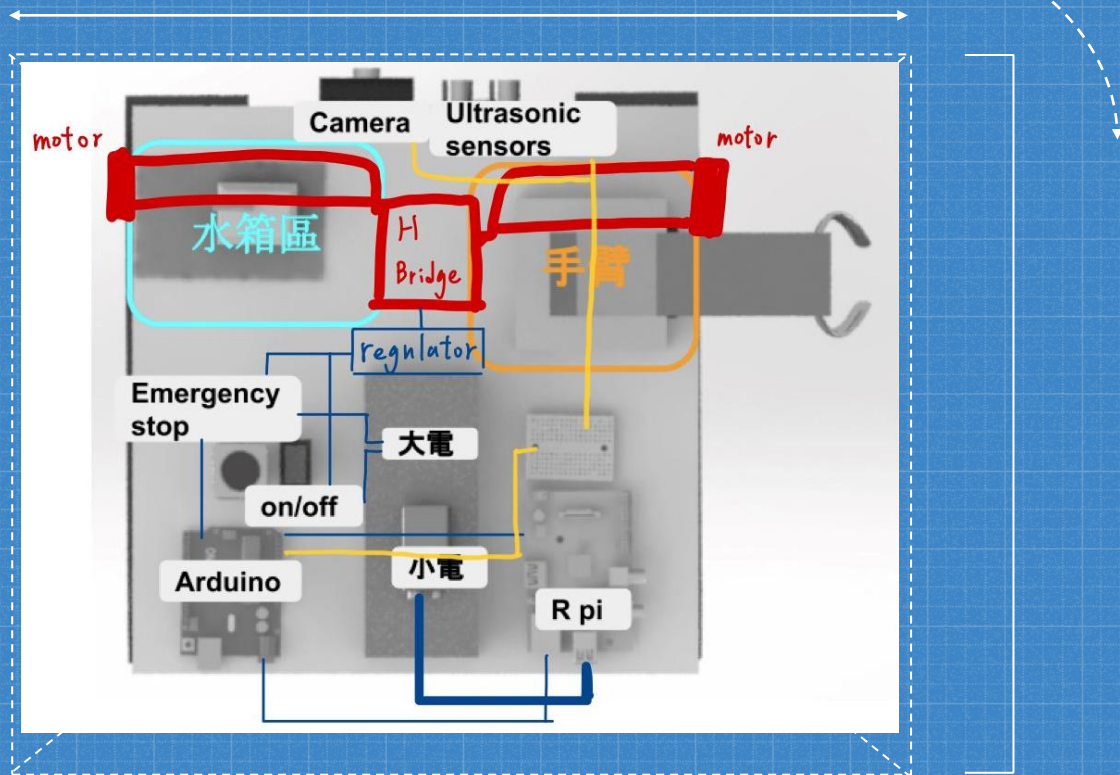 Camera
Ultrasonic
sensors
motor
motor
水箱區
H
Bridge
手臂
regulator
Emergency
stop
大電
on/off
小電
Arduino
R pi